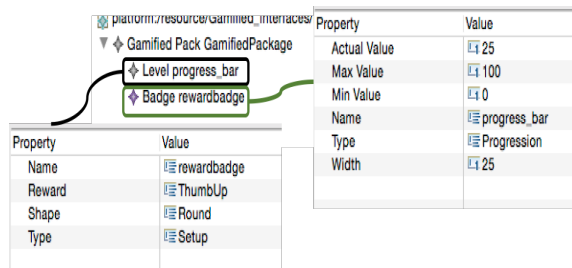 platform:/resource/Gamified_Interfaces/
Gamified Pack GamifiedPackage
Level progress_bar
Badge rewardbadge
Property Value
Actual Value 25
Max Value 100
Min Value 0
Name progress_bar
Type Progression
Width 25
Property Value
Name rewardbadge
Reward ThumbUp
Shape Round
Type Setup